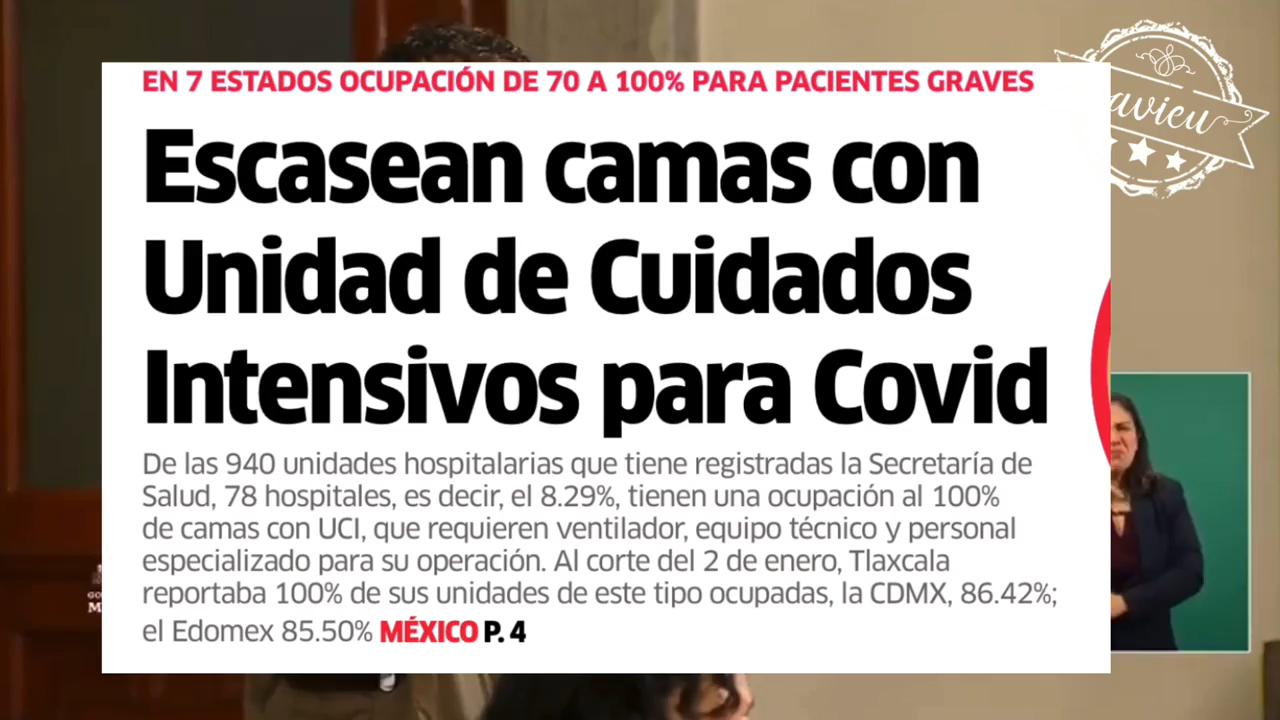 EN 7 ESTADOS OCUPACIÓN DE 70 A 100% PARA PACIENTES GRAVES
Escasean camas con
Unidad de Cuidados
Intensivos para Covid
De las 940 unidades hospitalarias que tiene registradas la Secretaría de
Salud, 78 hospitales, es decir, el 8.29%, tienen una ocupación al 100%
de camas con UCI, que requieren ventilador, equipo técnico y personal
especializado para su operación. Al corte del 2 de enero, Tlaxcala
reportaba 100% de sus unidades de este tipo ocupadas, la CDMX, 86.42%;
el Edomex 85.50% MÉXICO P. 4